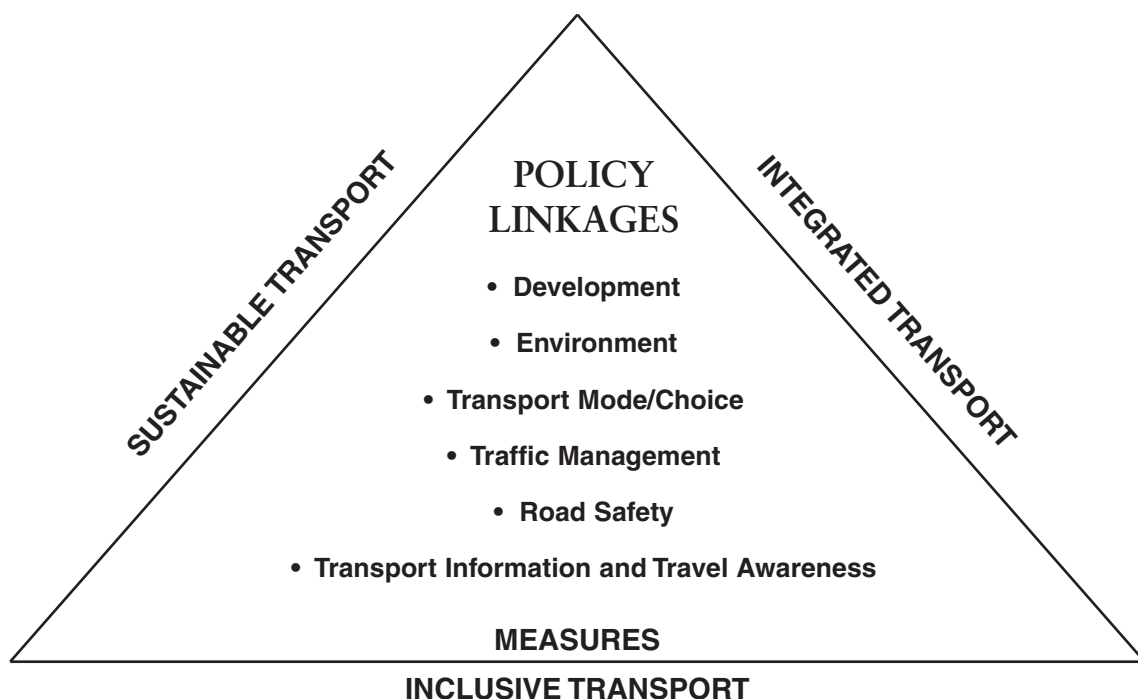 SUSTAINABLE TRANSPORT
INTEGRATED TRANSPORT
POLICY
LINKAGES
• Development
• Environment
• Transport Mode/Choice
• Traffic Management
• Road Safety
• Transport Information and Travel Awareness
MEASURES
INCLUSIVE TRANSPORT